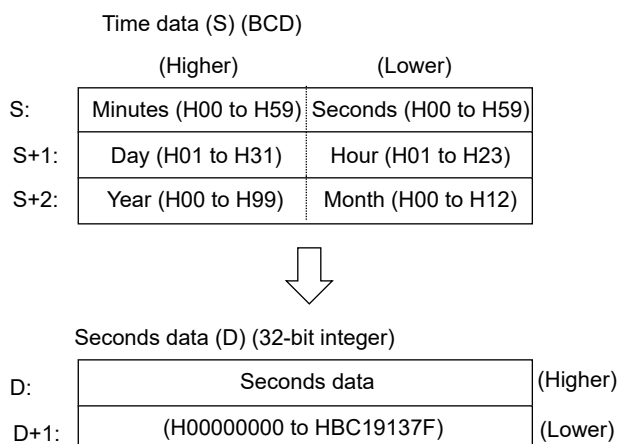 Time data (S) (BCD)
(Higher) (Lower)
S: Minutes (H00 to H59) Seconds (H00 to H59)
S+1: Day (H01 to H31) Hour (H01 to H23)
S+2: Year (H00 to H99) Month (H00 to H12)
Seconds data (D) (32-bit integer)
D: Seconds data (Higher)
D+1: (H00000000 to HBC19137F) (Lower)